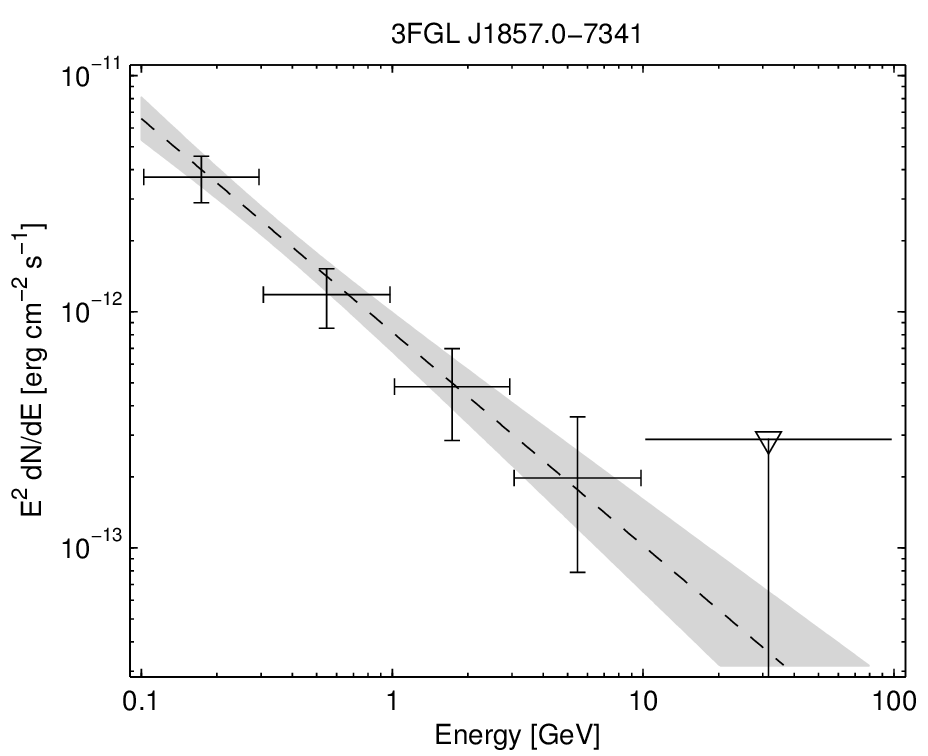 3FGL J1857.0−7341
10⁻¹¹
10⁻¹²
10⁻¹³
E² dN/dE [erg cm⁻² s⁻¹]
0.1 1 10 100
Energy [GeV]